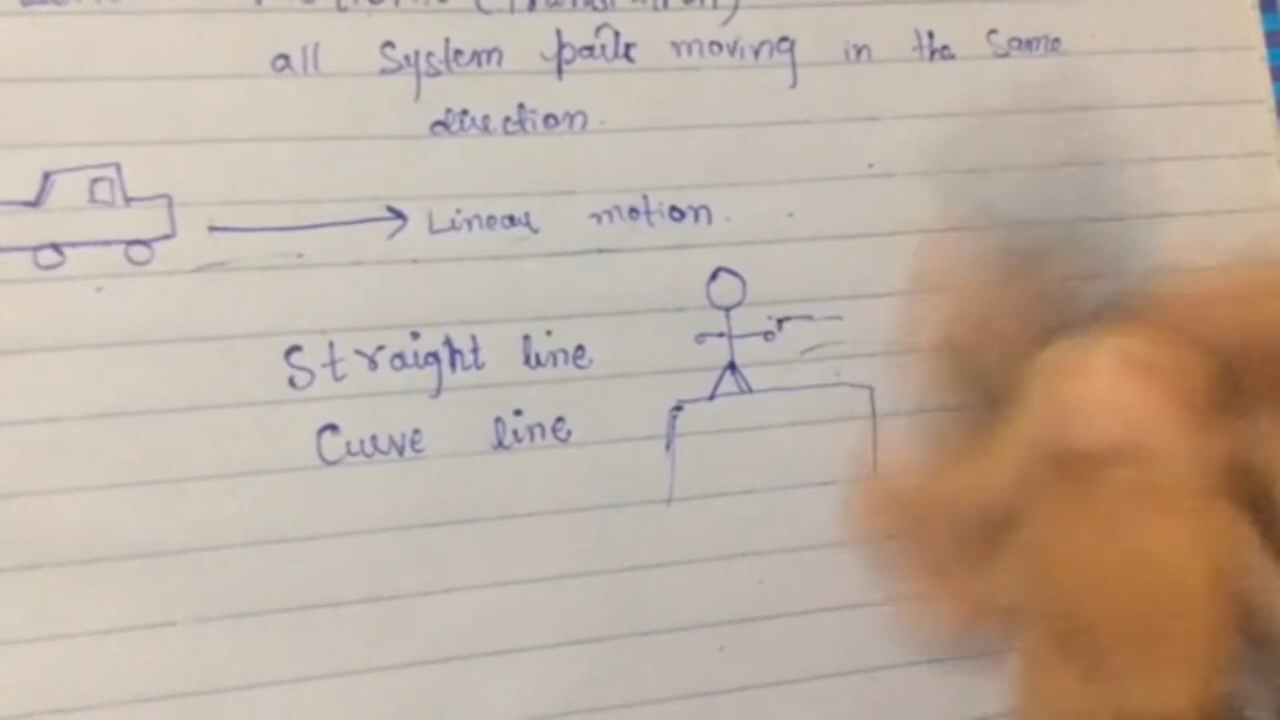 all System parts moving in the Same
direction.
Linear motion.
Straight line
Curve line